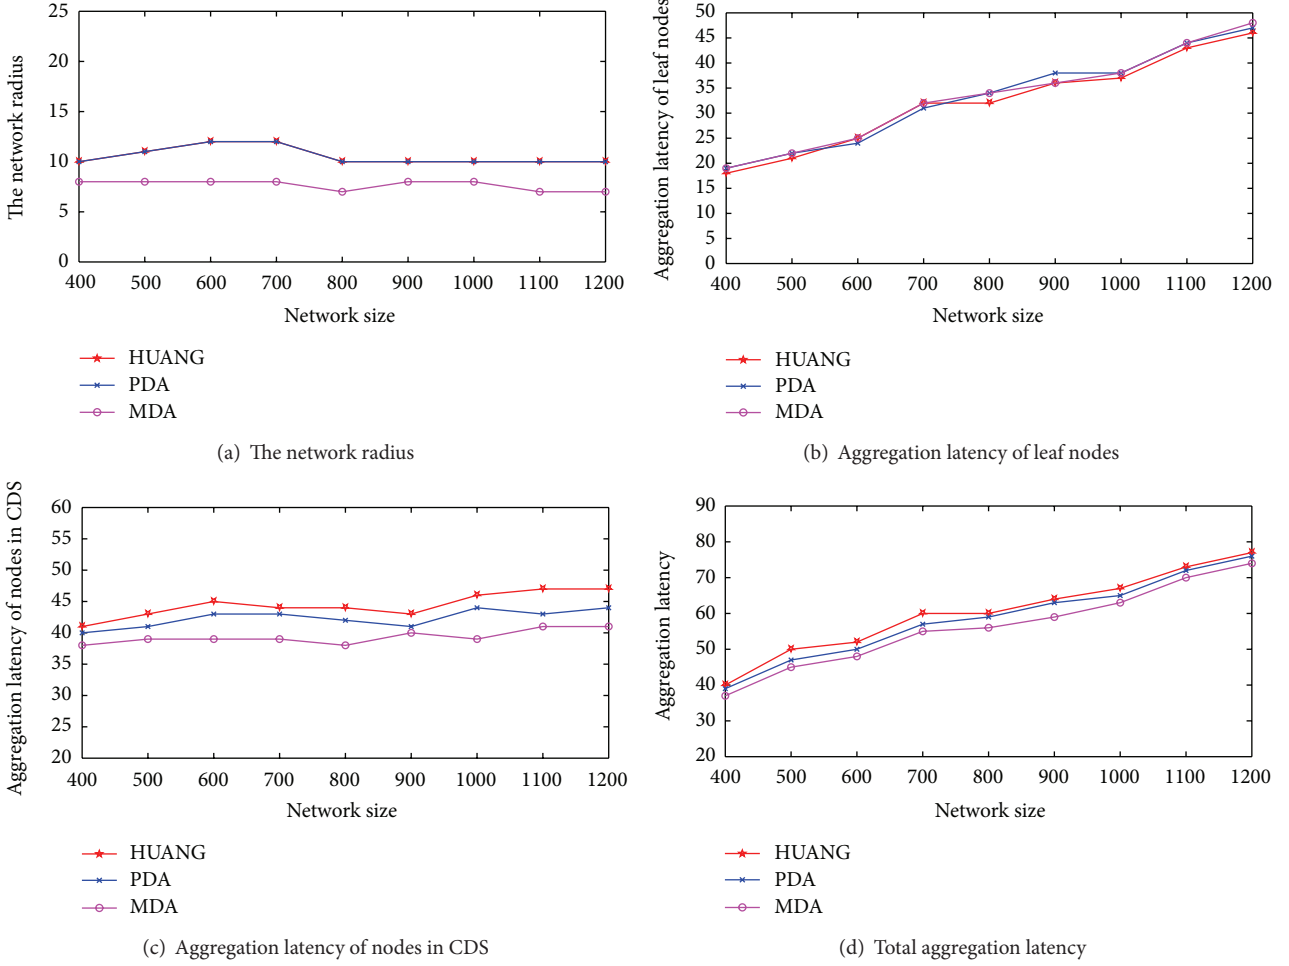 The network radius
25
20
15
10
5
0
400 500 600 700 800 900 1000 1100 1200
Network size
HUANG
PDA
MDA
(a) The network radius
Aggregation latency of leaf nodes
50
45
40
35
30
25
20
15
10
5
0
400 500 600 700 800 900 1000 1100 1200
Network size
HUANG
PDA
MDA
(b) Aggregation latency of leaf nodes
Aggregation latency of nodes in CDS
60
55
50
45
40
35
30
25
20
400 500 600 700 800 900 1000 1100 1200
Network size
HUANG
PDA
MDA
(c) Aggregation latency of nodes in CDS
Aggregation latency
90
80
70
60
50
40
30
20
400 500 600 700 800 900 1000 1100 1200
Network size
HUANG
PDA
MDA
(d) Total aggregation latency